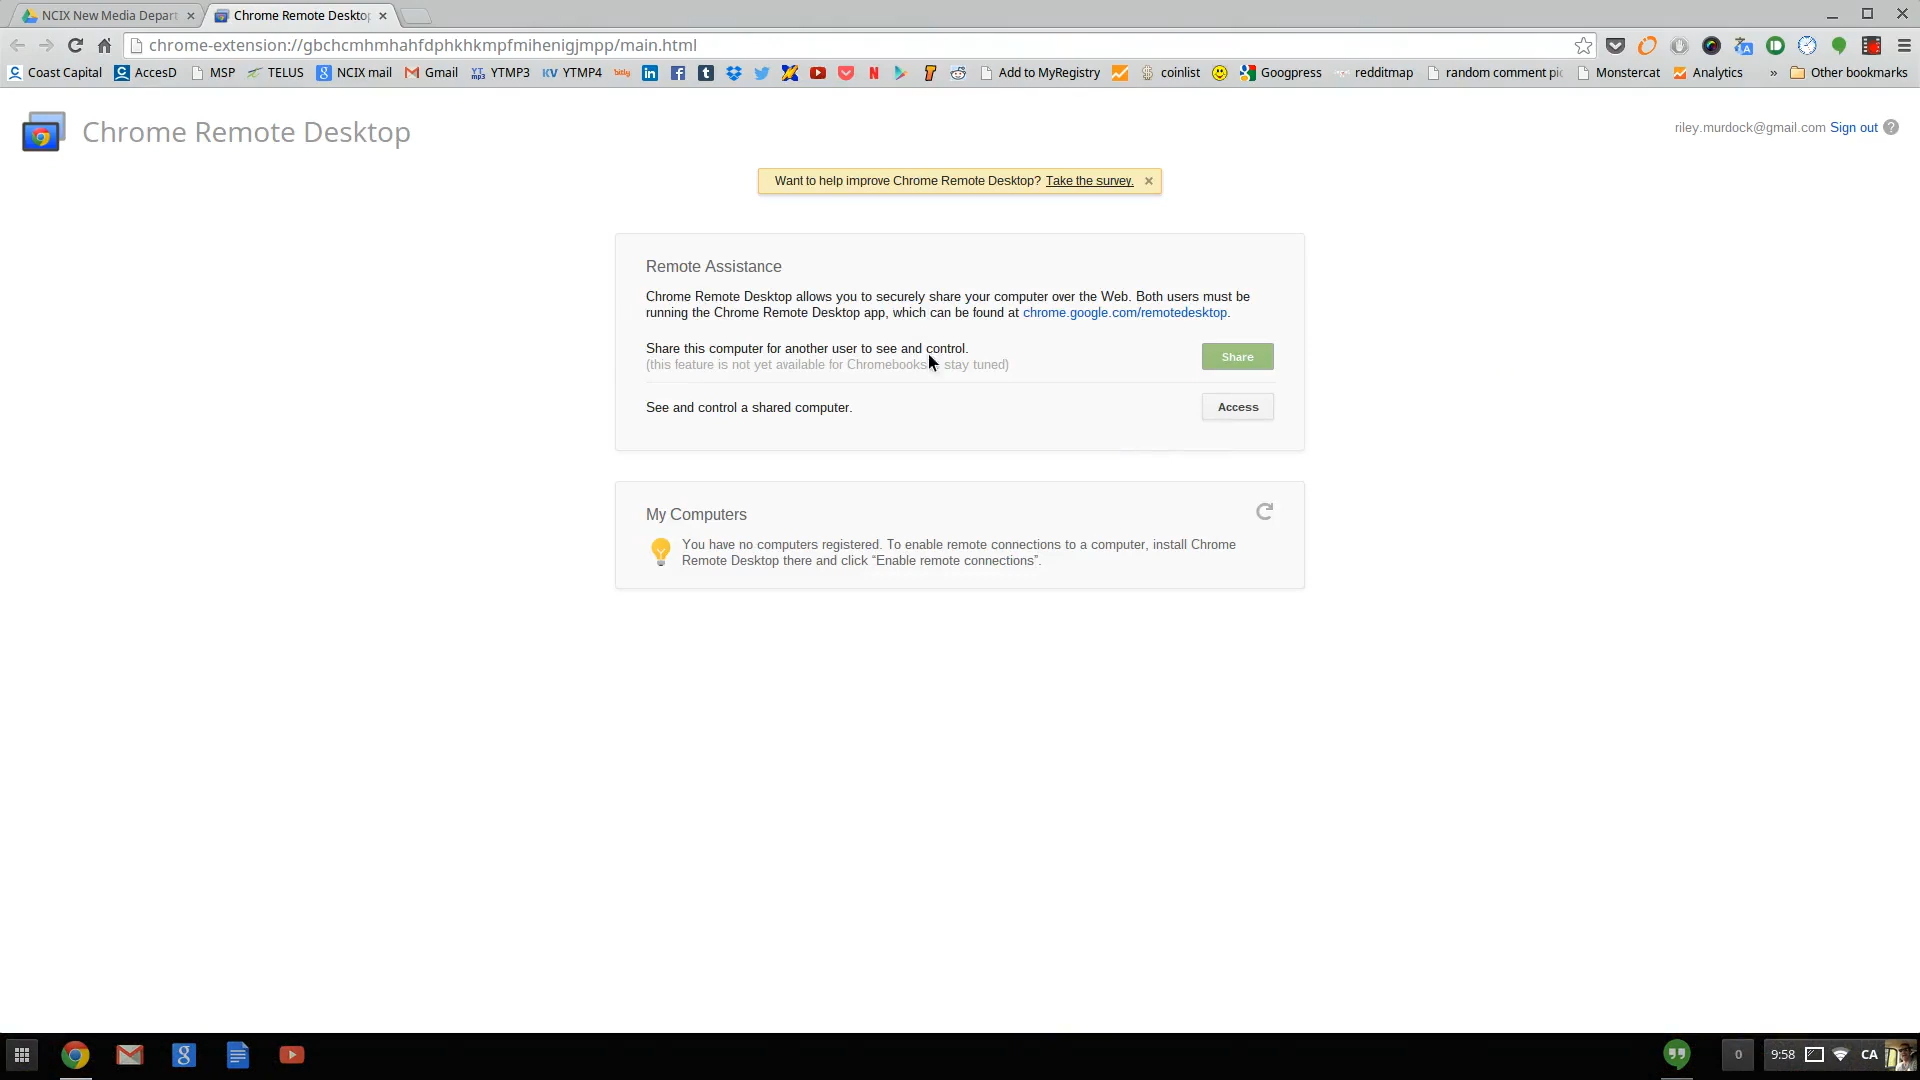 NCIX New Media Depart
Chrome Remote Desktop
chrome-extension://gbchcmhmhahfdphkhkmpfmihenigjmpp/main.html
Coast Capital AccesD MSP TELUS NCIX mail Gmail YTMP3 YTMP4 Add to MyRegistry coinlist Googpress redditmap random comment pic Monstercat Analytics » Other bookmarks
Chrome Remote Desktop
riley.murdock@gmail.com Sign out ?
Want to help improve Chrome Remote Desktop? Take the survey. ×
Remote Assistance
Chrome Remote Desktop allows you to securely share your computer over the Web. Both users must be
running the Chrome Remote Desktop app, which can be found at chrome.google.com/remotedesktop.
Share this computer for another user to see and control.
(this feature is not yet available for Chromebooks stay tuned)
Share
See and control a shared computer.
Access
My Computers
You have no computers registered. To enable remote connections to a computer, install Chrome
Remote Desktop there and click “Enable remote connections”.
0 9:58 CA